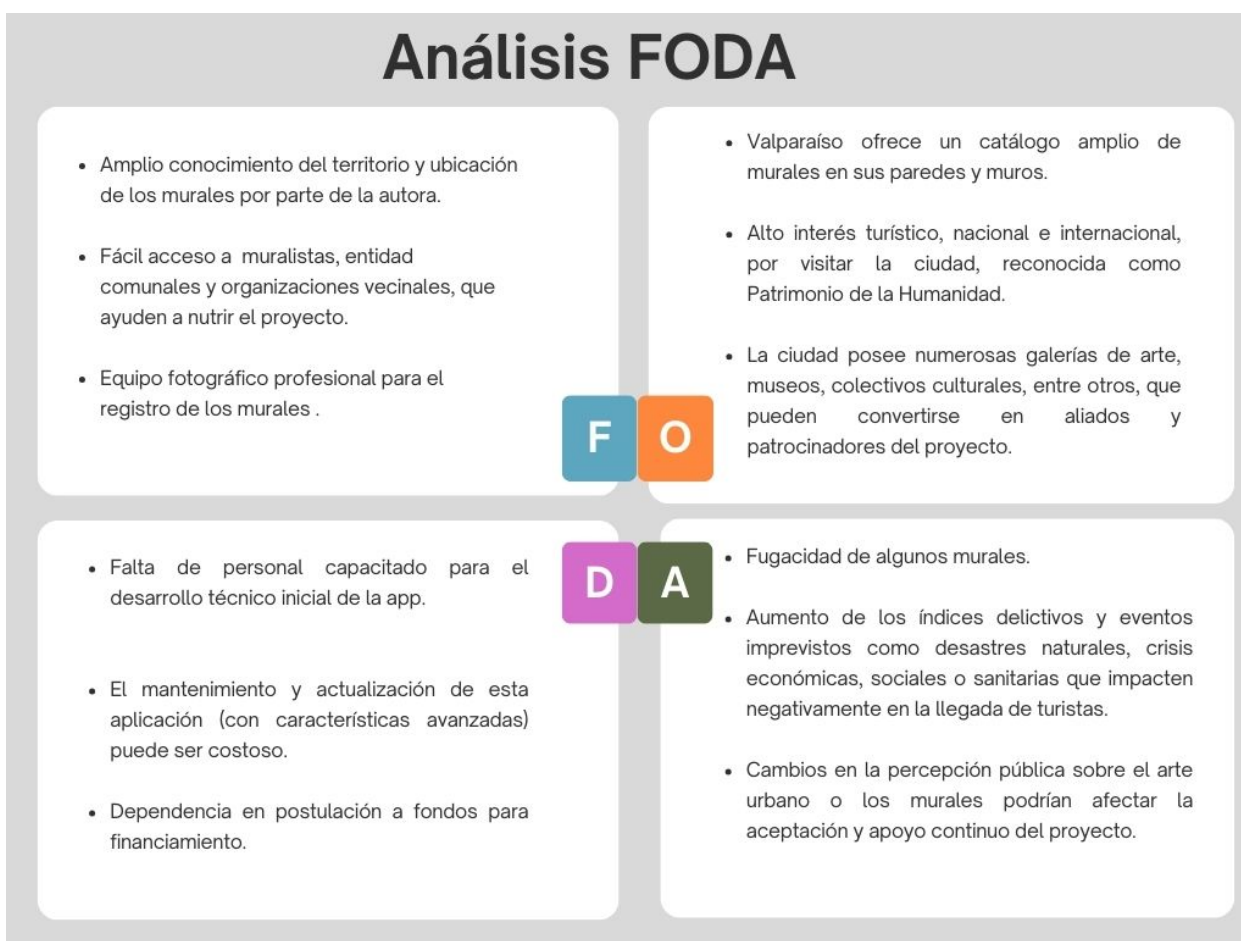 Análisis FODA
• Amplio conocimiento del territorio y ubicación
de los murales por parte de la autora.
• Fácil acceso a muralistas, entidad
comunales y organizaciones vecinales, que
ayuden a nutrir el proyecto.
• Equipo fotográfico profesional para el
registro de los murales .
F
• Valparaíso ofrece un catálogo amplio de
murales en sus paredes y muros.
• Alto interés turístico, nacional e internacional,
por visitar la ciudad, reconocida como
Patrimonio de la Humanidad.
• La ciudad posee numerosas galerías de arte,
museos, colectivos culturales, entre otros, que
pueden convertirse en aliados y
patrocinadores del proyecto.
O
• Falta de personal capacitado para el
desarrollo técnico inicial de la app.
• El mantenimiento y actualización de esta
aplicación (con características avanzadas)
puede ser costoso.
• Dependencia en postulación a fondos para
financiamiento.
D
• Fugacidad de algunos murales.
• Aumento de los índices delictivos y eventos
imprevistos como desastres naturales, crisis
económicas, sociales o sanitarias que impacten
negativamente en la llegada de turistas.
• Cambios en la percepción pública sobre el arte
urbano o los murales podrían afectar la
aceptación y apoyo continuo del proyecto.
A